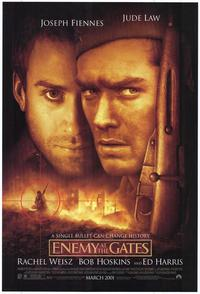 JOSEPH FIENNES JUDE LAW
A SINGLE BULLET CAN CHANGE HISTORY.
ENEMY AT THE GATES
RACHEL WEISZ BOB HOSKINS AND ED HARRIS
MARCH 2001